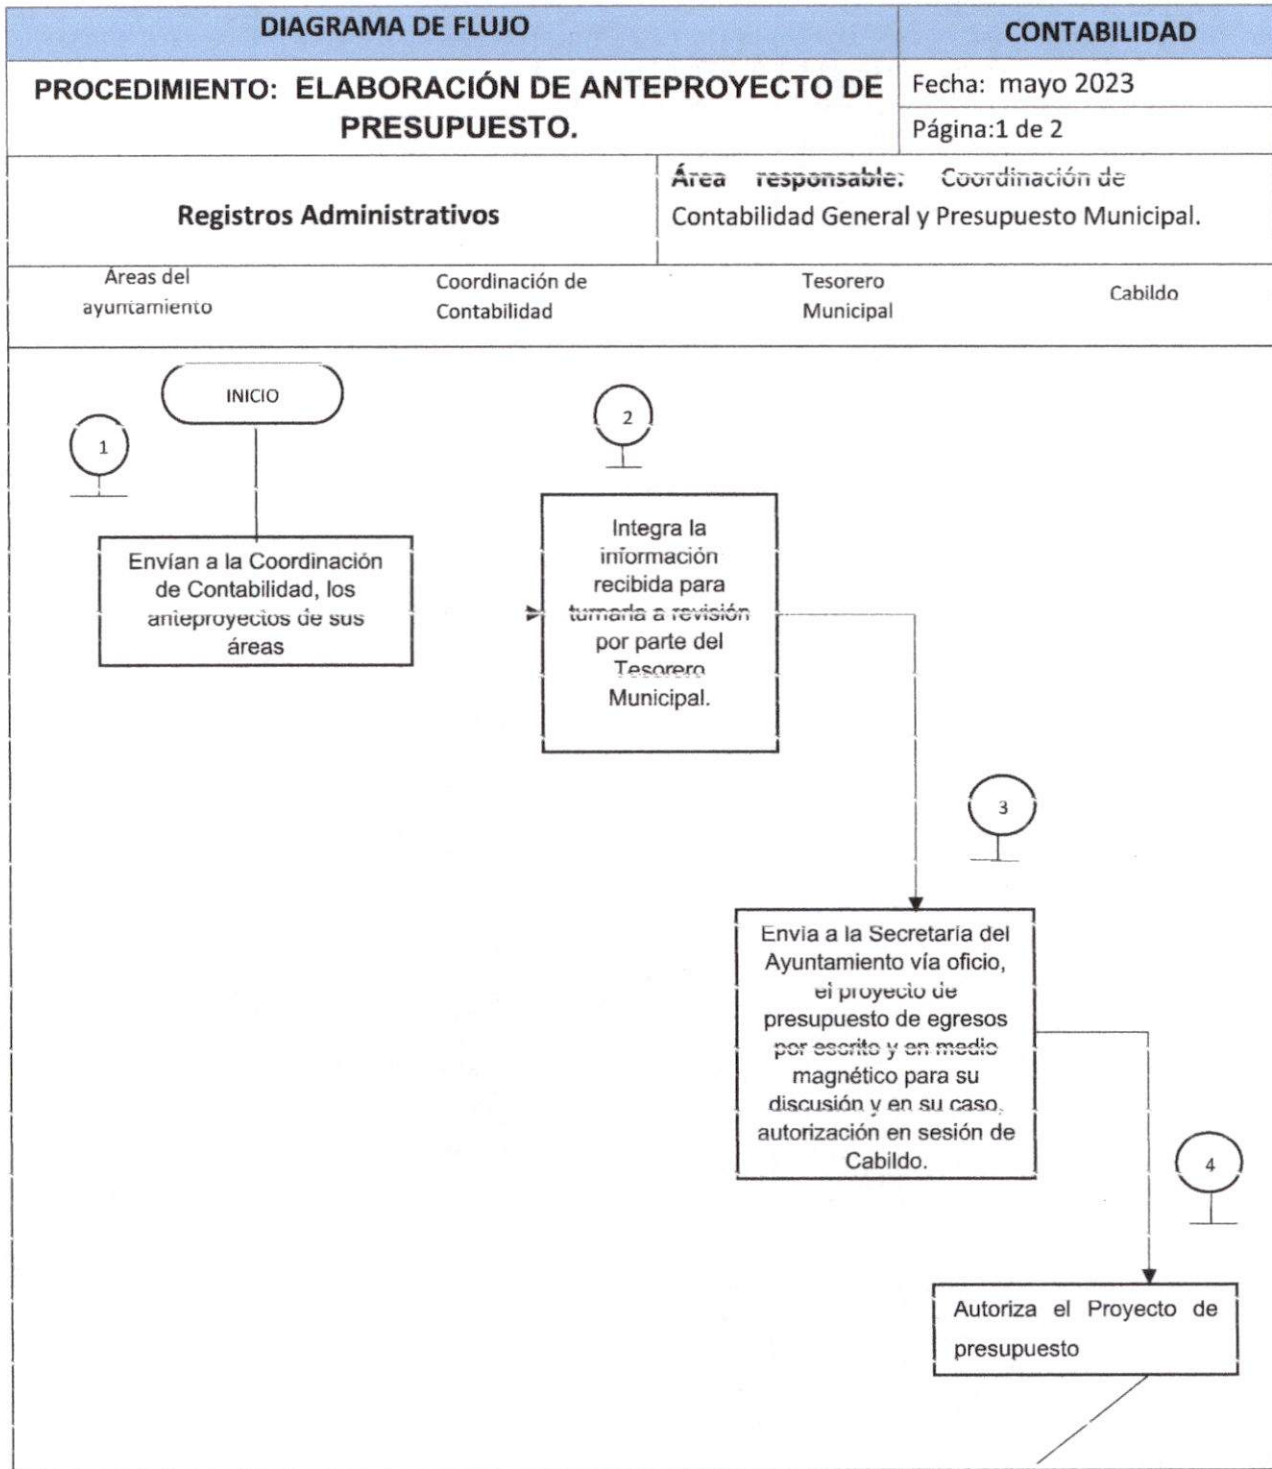 DIAGRAMA DE FLUJO
CONTABILIDAD
PROCEDIMIENTO: ELABORACIÓN DE ANTEPROYECTO DE
PRESUPUESTO.
Fecha: mayo 2023
Página:1 de 2
Registros Administrativos
Área responsable: Coordinación de
Contabilidad General y Presupuesto Municipal.
Áreas del
ayuntamiento
Coordinación de
Contabilidad
Tesorero
Municipal
Cabildo
INICIO
1
2
Envían a la Coordinación
de Contabilidad, los
anteproyectos de sus
áreas
Integra la
información
recibida para
turnarla a revisión
por parte del
Tesorero
Municipal.
3
Envía a la Secretaría del
Ayuntamiento vía oficio,
el proyecto de
presupuesto de egresos
por escrito y en medio
magnético para su
discusión y en su caso,
autorización en sesión de
Cabildo.
4
Autoriza el Proyecto de
presupuesto